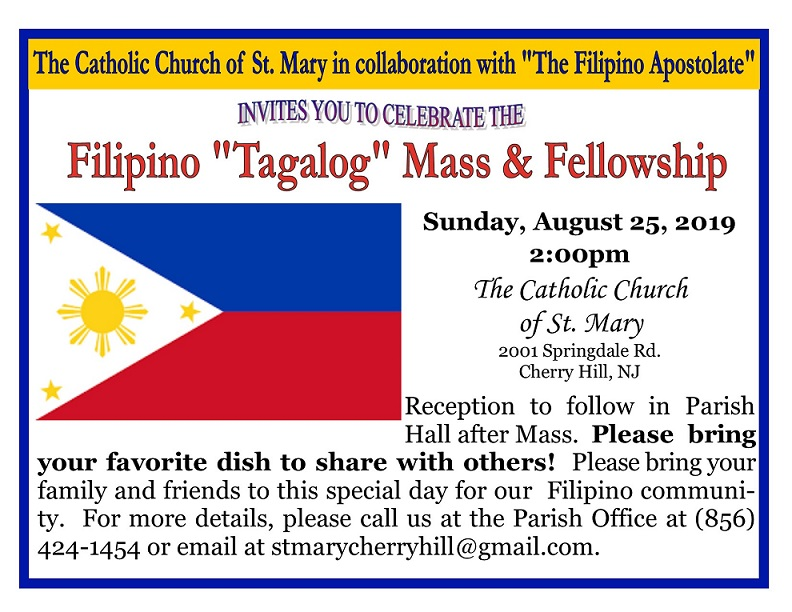 The Catholic Church of St. Mary in collaboration with "The Filipino Apostolate"
INVITES YOU TO CELEBRATE THE
Filipino "Tagalog" Mass & Fellowship
Sunday, August 25, 2019
2:00pm
The Catholic Church
of St. Mary
2001 Springdale Rd.
Cherry Hill, NJ
Reception to follow in Parish
Hall after Mass. Please bring
your favorite dish to share with others! Please bring your
family and friends to this special day for our Filipino communi-
ty. For more details, please call us at the Parish Office at (856)
424-1454 or email at stmarycherryhill@gmail.com.